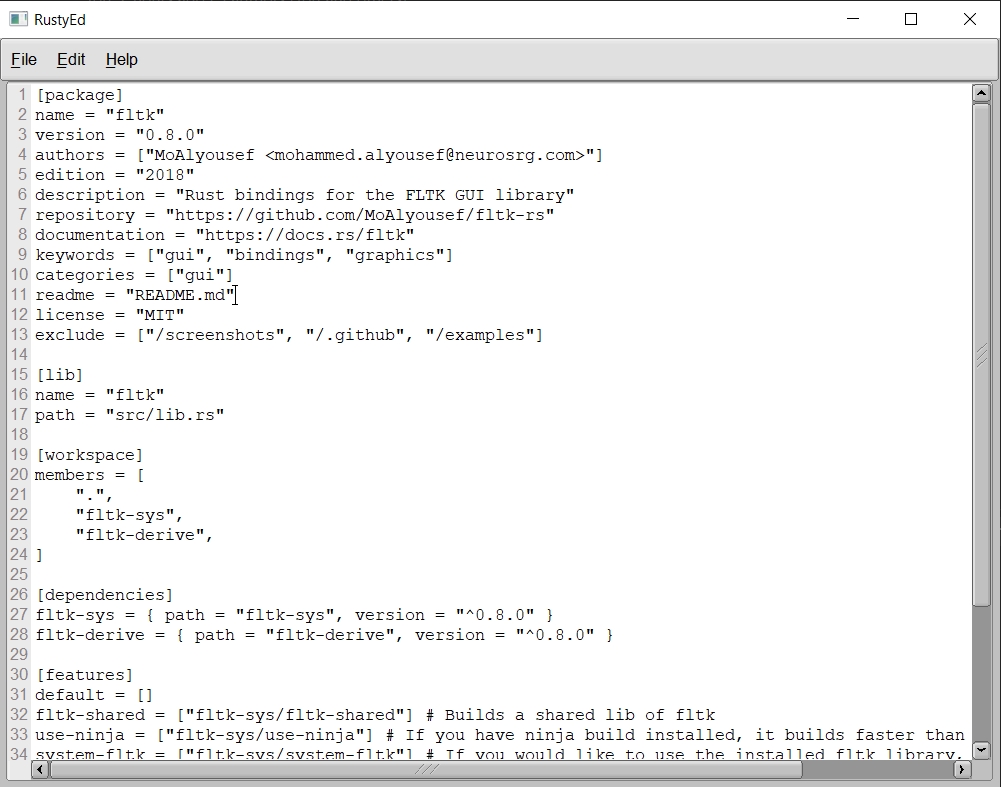 RustyEd
File Edit Help
1 [package]
2 name = "fltk"
3 version = "0.8.0"
4 authors = ["MoAlyousef <mohammed.alyousef@neurosrg.com>"]
5 edition = "2018"
6 description = "Rust bindings for the FLTK GUI library"
7 repository = "https://github.com/MoAlyousef/fltk-rs"
8 documentation = "https://docs.rs/fltk"
9 keywords = ["gui", "bindings", "graphics"]
10 categories = ["gui"]
11 readme = "README.md"
12 license = "MIT"
13 exclude = ["/screenshots", "/.github", "/examples"]
14
15 [lib]
16 name = "fltk"
17 path = "src/lib.rs"
18
19 [workspace]
20 members = [
21     ".",
22     "fltk-sys",
23     "fltk-derive",
24 ]
25
26 [dependencies]
27 fltk-sys = { path = "fltk-sys", version = "^0.8.0" }
28 fltk-derive = { path = "fltk-derive", version = "^0.8.0" }
29
30 [features]
31 default = []
32 fltk-shared = ["fltk-sys/fltk-shared"] # Builds a shared lib of fltk
33 use-ninja = ["fltk-sys/use-ninja"] # If you have ninja build installed, it builds faster than
34 system-fltk = ["fltk-sys/system-fltk"] # If you would like to use the installed fltk library,